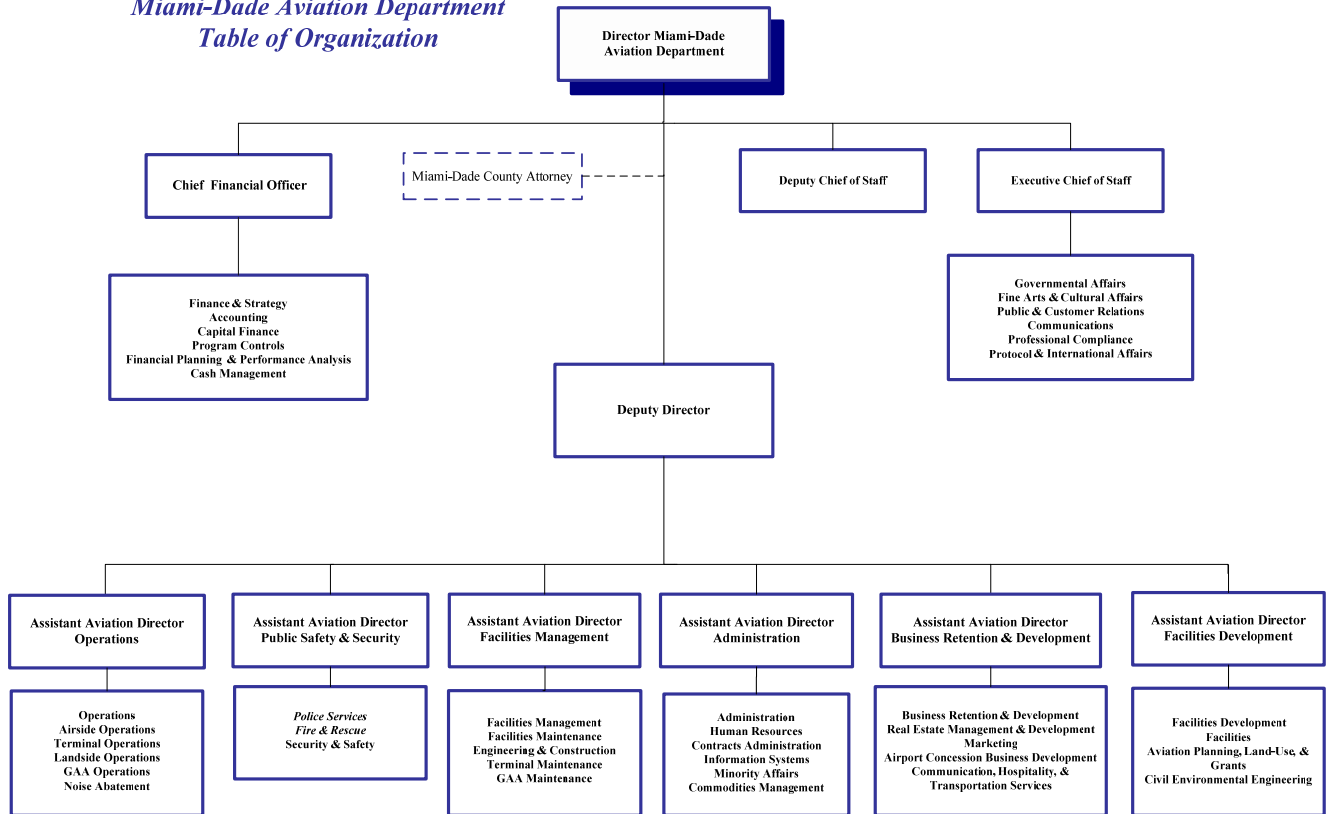 Miami-Dade Aviation Department
Table of Organization
Director Miami-Dade
Aviation Department
Chief Financial Officer
Miami-Dade County Attorney
Deputy Chief of Staff
Executive Chief of Staff
Finance & Strategy
Accounting
Capital Finance
Program Controls
Financial Planning & Performance Analysis
Cash Management
Governmental Affairs
Fine Arts & Cultural Affairs
Public & Customer Relations
Communications
Professional Compliance
Protocol & International Affairs
Deputy Director
Assistant Aviation Director
Operations
Assistant Aviation Director
Public Safety & Security
Assistant Aviation Director
Facilities Management
Assistant Aviation Director
Administration
Assistant Aviation Director
Business Retention & Development
Assistant Aviation Director
Facilities Development
Operations
Airside Operations
Terminal Operations
Landside Operations
GAA Operations
Noise Abatement
Police Services
Fire & Rescue
Security & Safety
Facilities Management
Facilities Maintenance
Engineering & Construction
Terminal Maintenance
GAA Maintenance
Administration
Human Resources
Contracts Administration
Information Systems
Minority Affairs
Commodities Management
Business Retention & Development
Real Estate Management & Development
Marketing
Airport Concession Business Development
Communication, Hospitality, &
Transportation Services
Facilities Development
Facilities
Aviation Planning, Land-Use, &
Grants
Civil Environmental Engineering